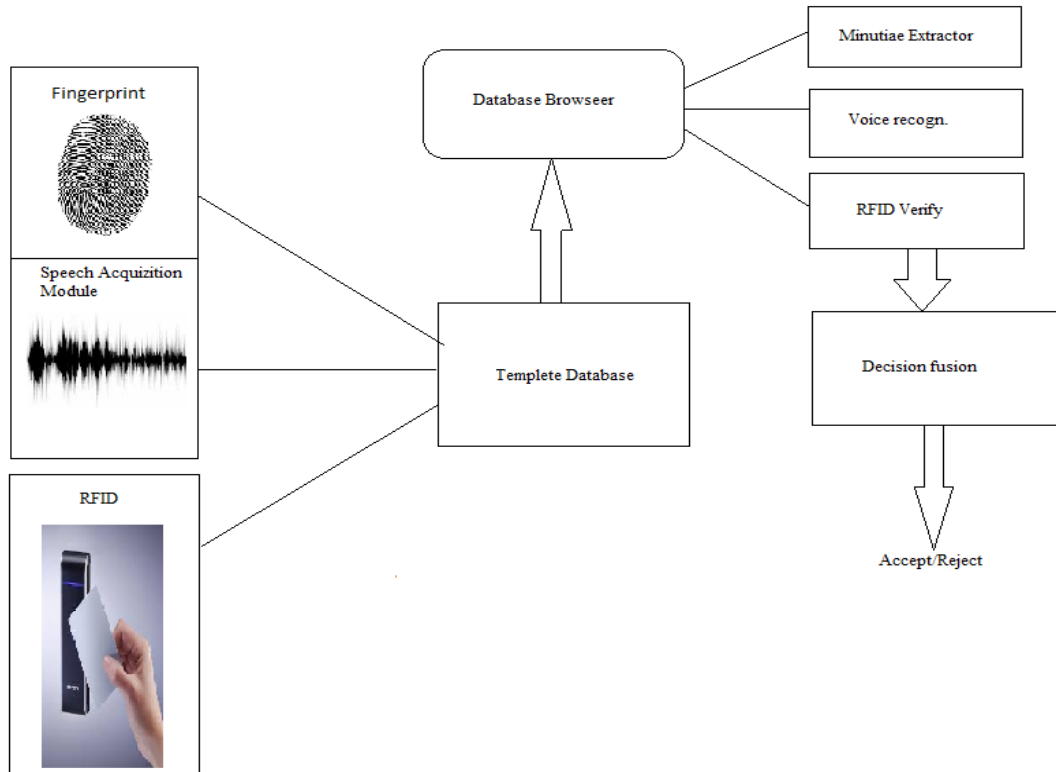 Fingerprint
Speech Acquizition
Module
RFID
Database Browseer
Templete Database
Minutiae Extractor
Voice recogn.
RFID Verify
Decision fusion
Accept/Reject